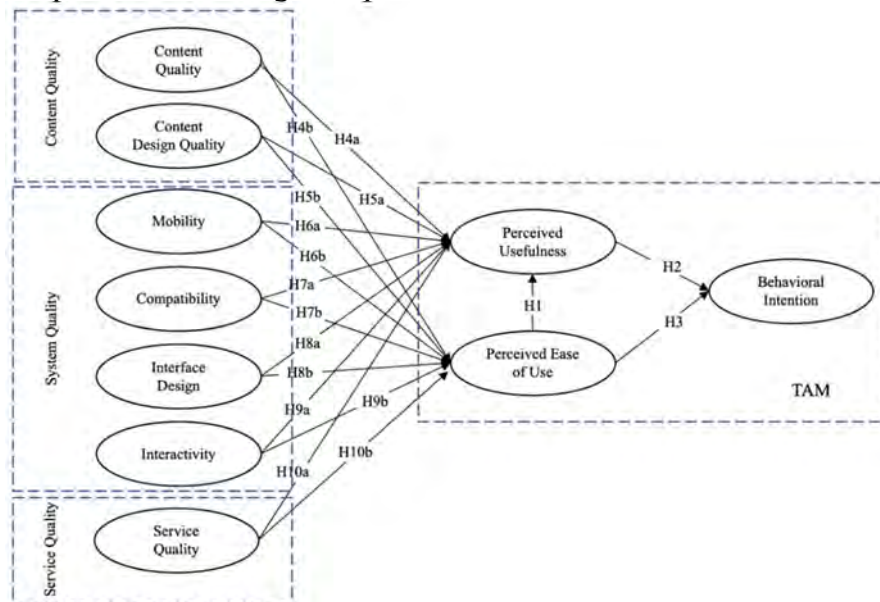 Content Quality
Content
Quality
Content
Design Quality
System Quality
Mobility
Compatibility
Interface
Design
Interactivity
Service Quality
Service
Quality
H4b
H4a
H5b
H5a
H6a
H6b
H7a
H7b
H8a
H8b
H9a
H9b
H10a
H10b
Perceived
Usefulness
H1
Perceived Ease
of Use
H2
H3
Behavioral
Intention
TAM